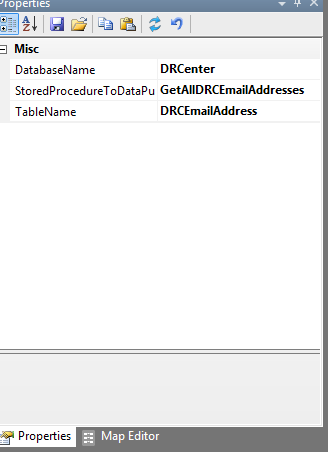 Properties
Misc
DatabaseName DRCenter
StoredProcedureToDataPu GetAllDRCEmailAddresses
TableName DRCEmailAddress
Properties Map Editor